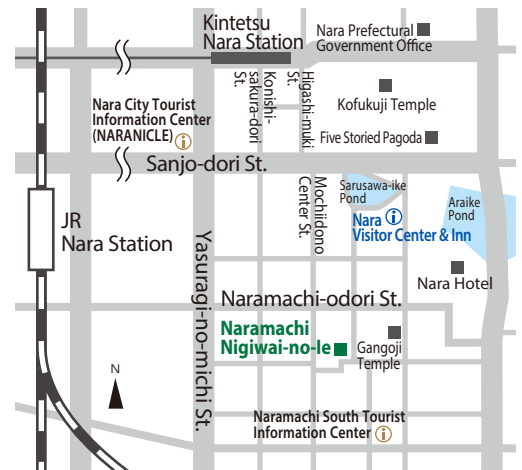 Kintetsu
Nara Station
Nara Prefectural
Government Office
Konishi-
sakura-dori
St.
Higashi-muki
St.
Kofukuji Temple
Nara City Tourist
Information Center
(NARANICLE)
Five Storied Pagoda
Sanjo-dori St.
Mochiidono
Center St.
Sarusawa-ike
Pond
Araike
Pond
Nara
Visitor Center & Inn
JR
Nara Station
Yasuragi-no-michi St.
Nara Hotel
Naramachi-odori St.
Naramachi
Nigiwai-no-Ie
Gangoji
Temple
N
Naramachi South Tourist
Information Center